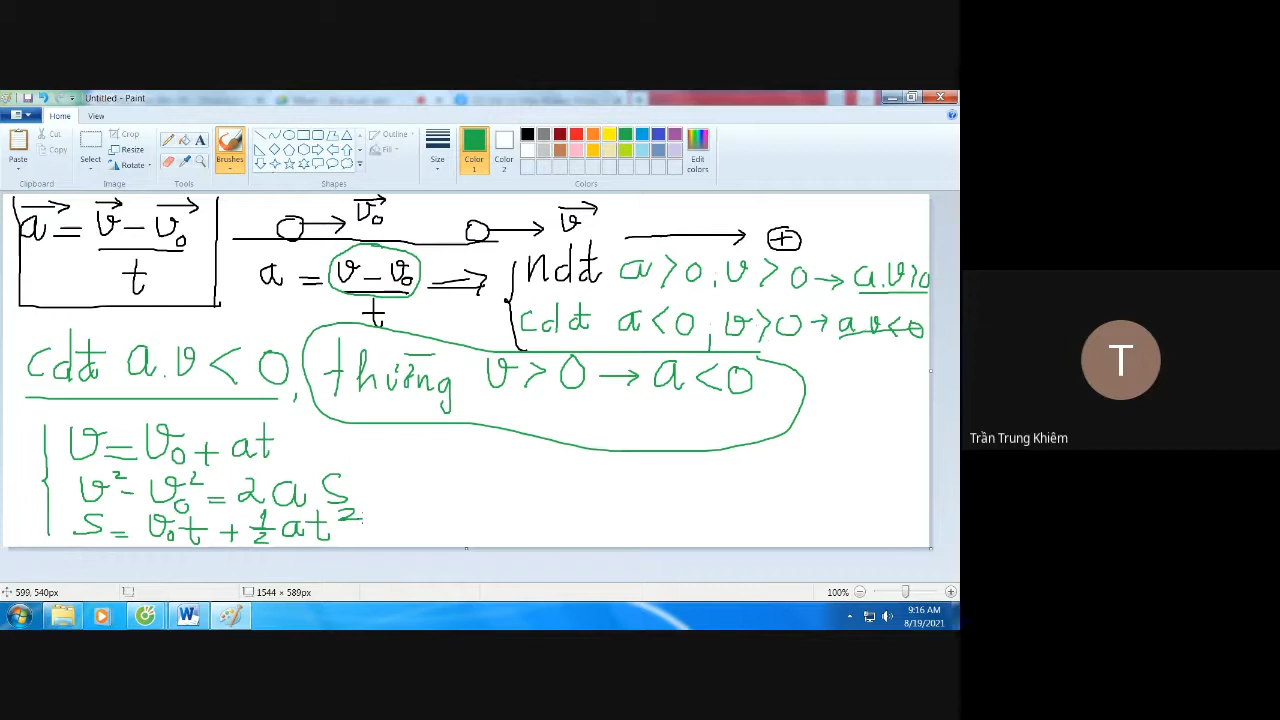 Untitled - Paint
Home View
Paste
Cut
Copy
Clipboard
Select
Crop
Resize
Rotate
Image
Tools
Brushes
Shapes
Outline
Fill
Size
Color 1
Color 2
Edit colors
Colors
a⃗ = (v⃗ - v⃗₀) / t
v⃗₀
v⃗
+
a = (v - v₀) / t ⟹
ndđ a > 0, v > 0 → a.v > 0
cdđ a < 0, v > 0 → a v < 0
cdđ a.v < 0, thường v > 0 → a < 0
v = v₀ + at
v² - v₀² = 2 a S
S = v₀t + ½ at²
599, 540px
1544 × 589px
100%
9:16 AM
8/19/2021
T
Trần Trung Khiêm